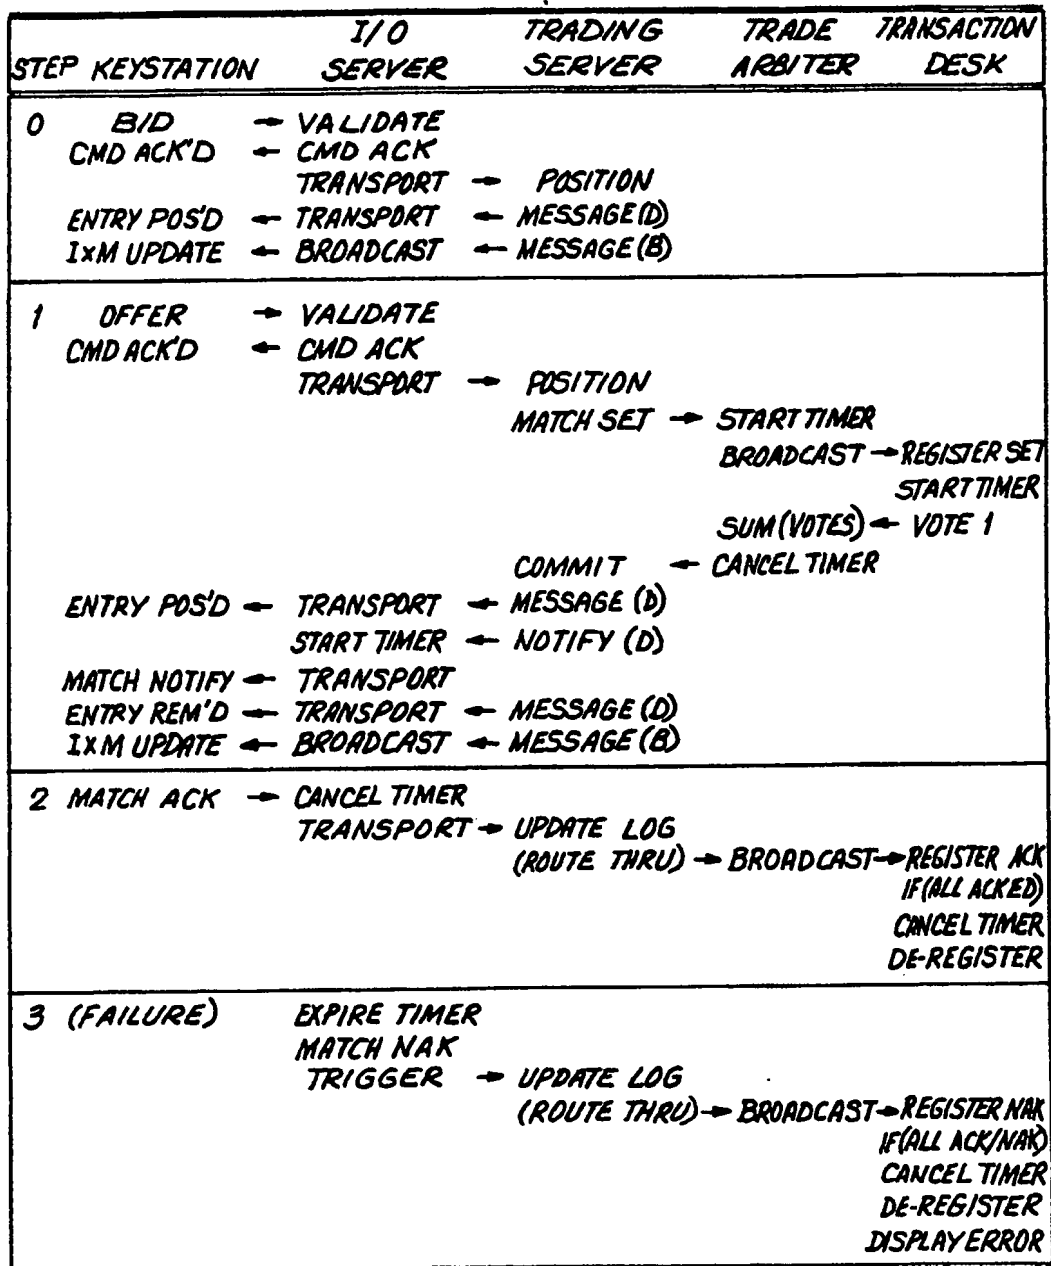 I/O TRADING TRADE TRANSACTION
STEP KEYSTATION SERVER SERVER ARBITER DESK
0 BID → VALIDATE
CMD ACK'D ← CMD ACK
TRANSPORT → POSITION
ENTRY POS'D ← TRANSPORT ← MESSAGE(D)
IxM UPDATE ← BROADCAST ← MESSAGE(B)
1 OFFER → VALIDATE
CMD ACK'D ← CMD ACK
TRANSPORT → POSITION
MATCH SET → START TIMER
BROADCAST → REGISTER SET
START TIMER
SUM(VOTES) ← VOTE 1
COMMIT ← CANCEL TIMER
ENTRY POS'D ← TRANSPORT ← MESSAGE (D)
START TIMER ← NOTIFY (D)
MATCH NOTIFY ← TRANSPORT
ENTRY REM'D ← TRANSPORT ← MESSAGE (D)
IxM UPDATE ← BROADCAST ← MESSAGE (B)
2 MATCH ACK → CANCEL TIMER
TRANSPORT → UPDATE LOG
(ROUTE THRU) → BROADCAST → REGISTER ACK
IF(ALL ACKED)
CANCEL TIMER
DE-REGISTER
3 (FAILURE) EXPIRE TIMER
MATCH NAK
TRIGGER → UPDATE LOG
(ROUTE THRU) → BROADCAST → REGISTER NAK
IF(ALL ACK/NAK)
CANCEL TIMER
DE-REGISTER
DISPLAY ERROR